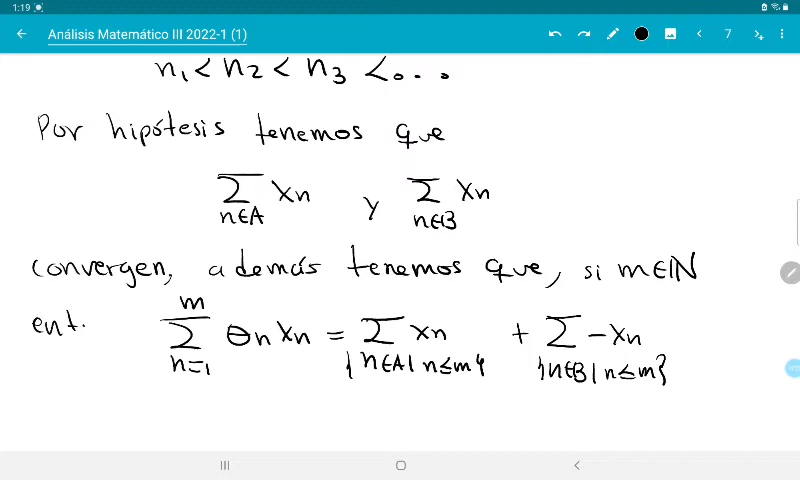 1:19
Análisis Matemático III 2022-1 (1)
7
n₁ < n₂ < n₃ < ...
Por hipótesis tenemos que
∑_{n∈A} xn y ∑_{n∈B} xn
convergen, además tenemos que, si m∈ℕ
ent. ∑_{n=1}^{m} θn xn = ∑_{{n∈A | n≤m}} xn + ∑_{{n∈B | n≤m}} -xn